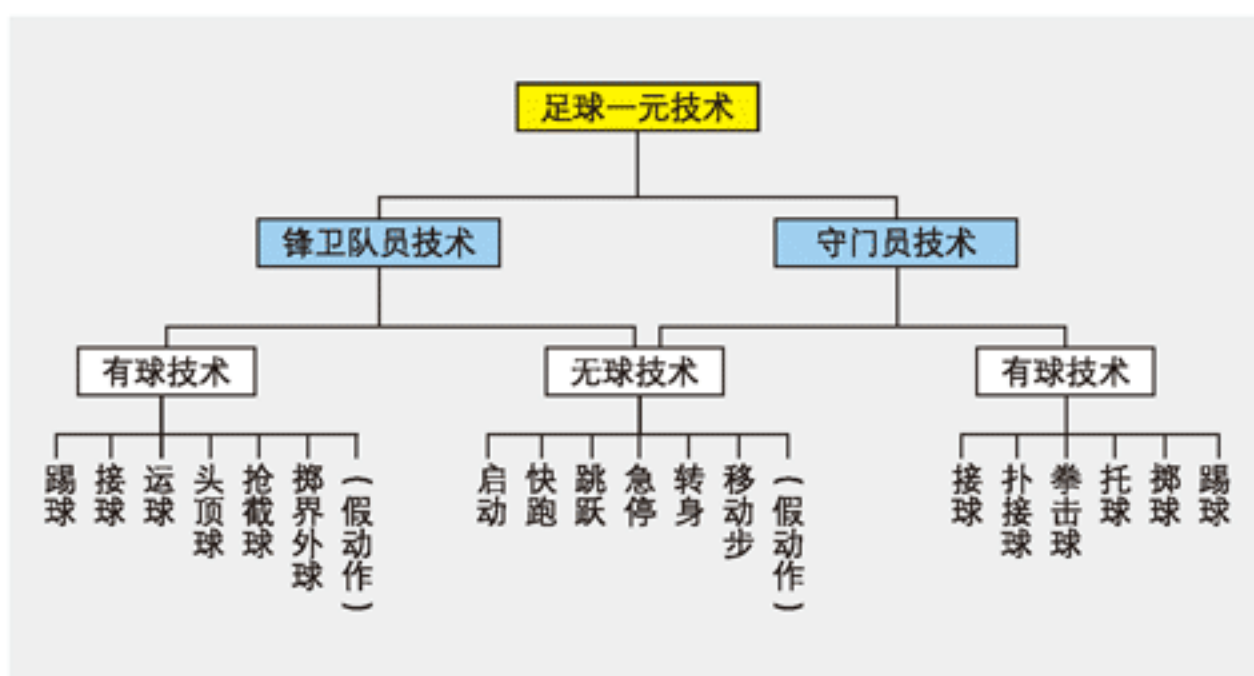 足球一元技术
锋卫队员技术
守门员技术
有球技术
无球技术
有球技术
踢球
接球
运球
头顶球
抢截球
掷界外球
(假动作)
启动
快跑
跳跃
急停
转身
移动步
(假动作)
接球
扑接球
拳击球
托球
掷球
踢球